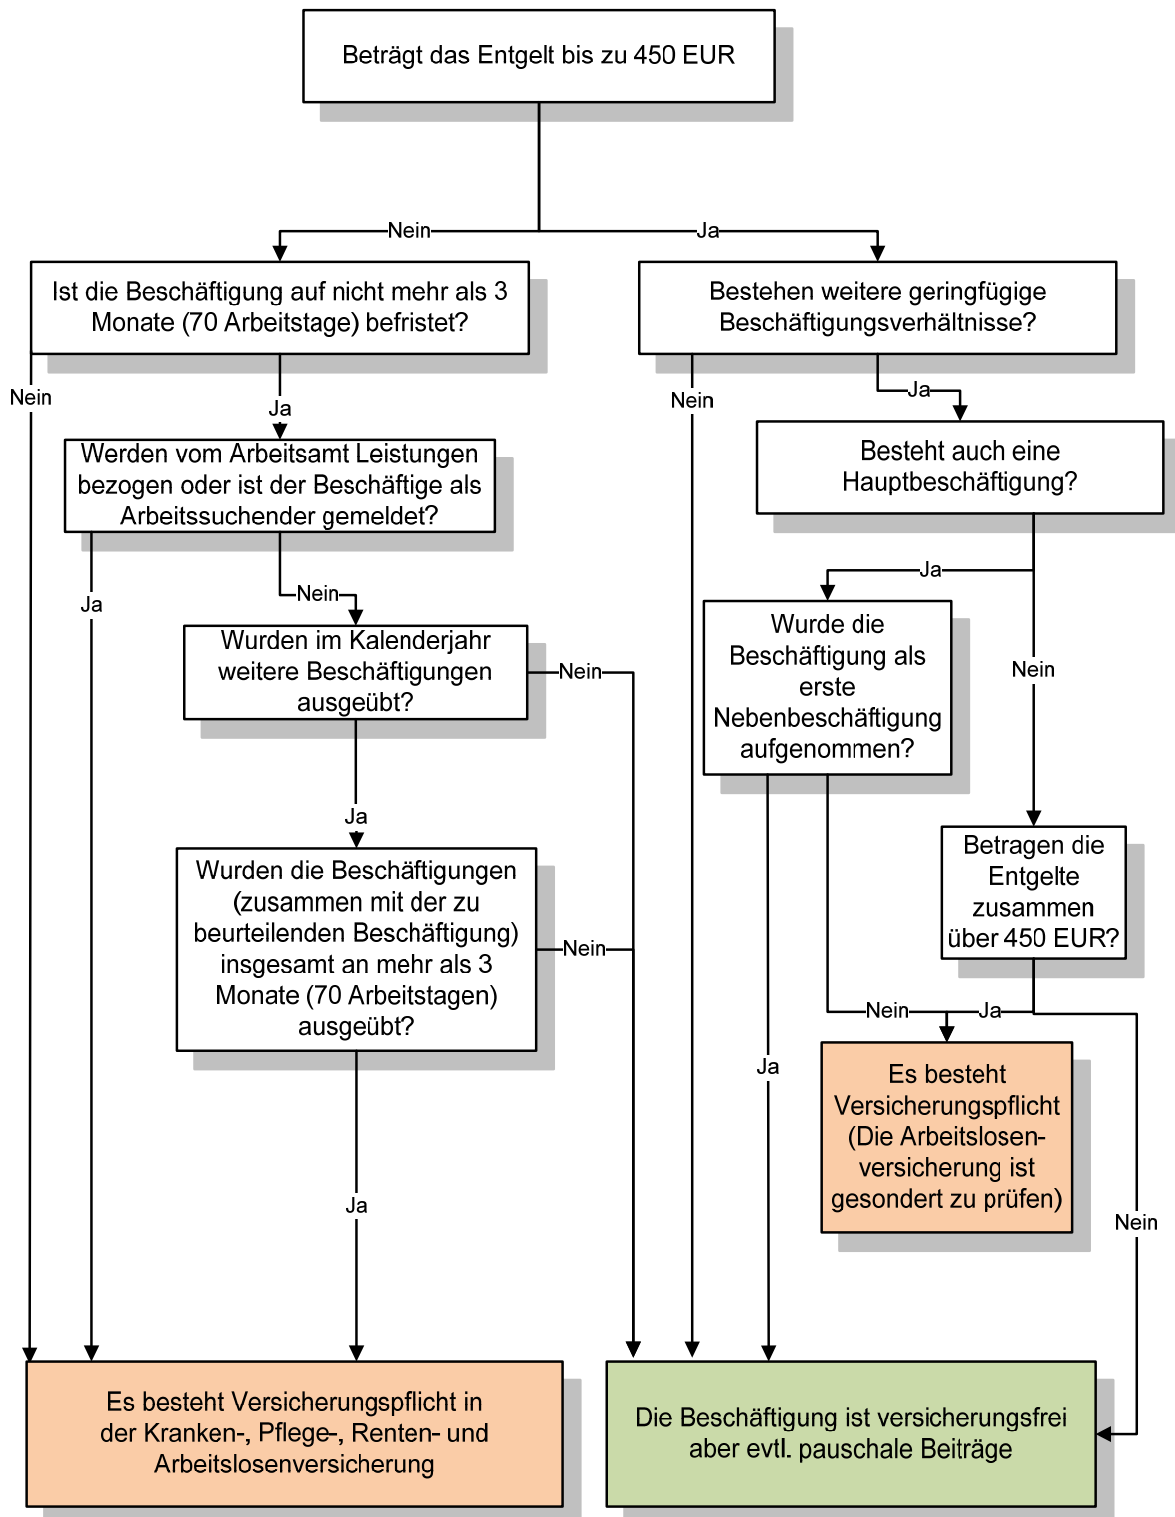 Beträgt das Entgelt bis zu 450 EUR
Nein
Ja
Ist die Beschäftigung auf nicht mehr als 3
Monate (70 Arbeitstage) befristet?
Bestehen weitere geringfügige
Beschäftigungsverhältnisse?
Nein
Ja
Nein
Ja
Werden vom Arbeitsamt Leistungen
bezogen oder ist der Beschäftige als
Arbeitssuchender gemeldet?
Besteht auch eine
Hauptbeschäftigung?
Ja
Nein
Ja
Nein
Wurden im Kalenderjahr
weitere Beschäftigungen
ausgeübt?
Nein
Wurde die
Beschäftigung als
erste
Nebenbeschäftigung
aufgenommen?
Ja
Wurden die Beschäftigungen
(zusammen mit der zu
beurteilenden Beschäftigung)
insgesamt an mehr als 3
Monate (70 Arbeitstagen)
ausgeübt?
Nein
Betragen die
Entgelte
zusammen
über 450 EUR?
Nein
Ja
Ja
Es besteht
Versicherungspflicht
(Die Arbeitslosen-
versicherung ist
gesondert zu prüfen)
Ja
Nein
Es besteht Versicherungspflicht in
der Kranken-, Pflege-, Renten- und
Arbeitslosenversicherung
Die Beschäftigung ist versicherungsfrei
aber evtl. pauschale Beiträge